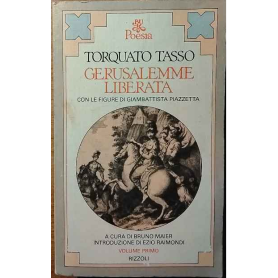 BUR
Poesia
TORQUATO TASSO
GERUSALEMME
LIBERATA
CON LE FIGURE DI GIAMBATTISTA PIAZZETTA
A CURA DI BRUNO MAIER
INTRODUZIONE DI EZIO RAIMONDI
VOLUME PRIMO
RIZZOLI